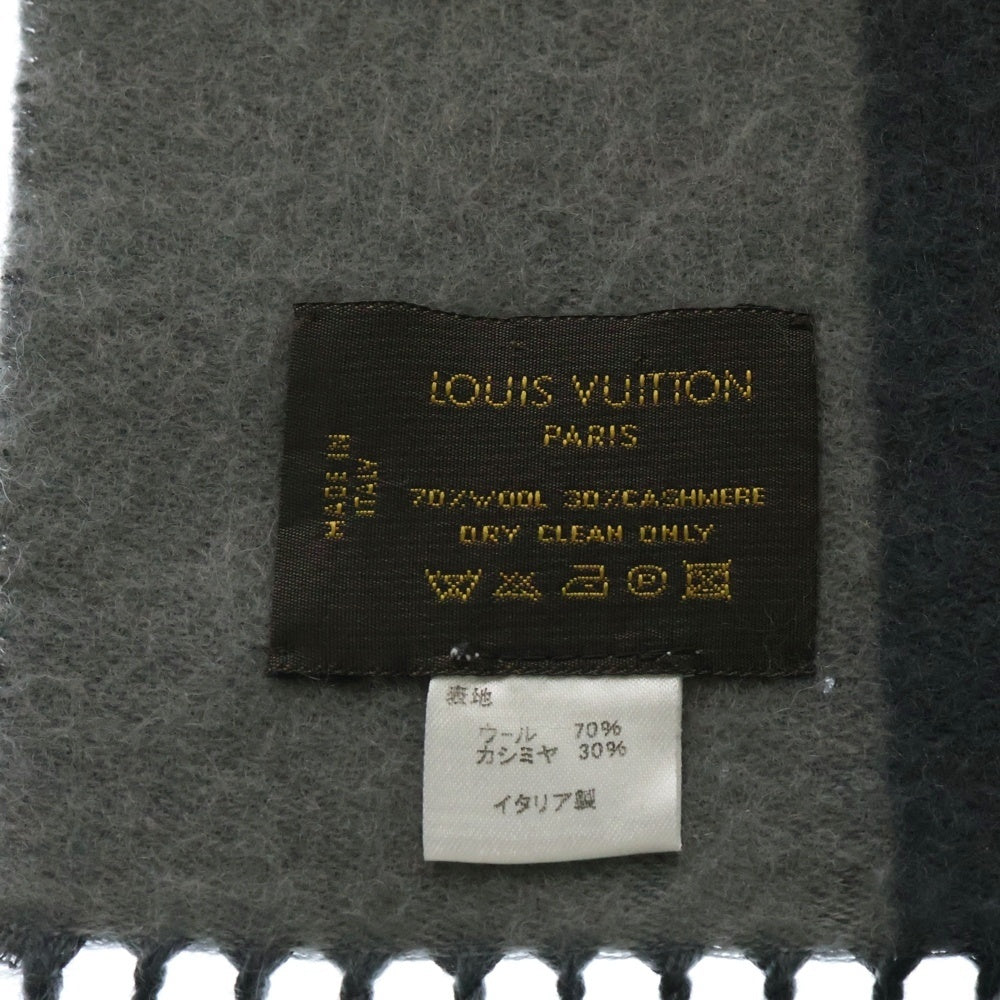 LOUIS VUITTON
PARIS
MADE IN
ITALY
70%WOOL 30%CASHMERE
DRY CLEAN ONLY
表地
ウール 70%
カシミヤ 30%
イタリア製